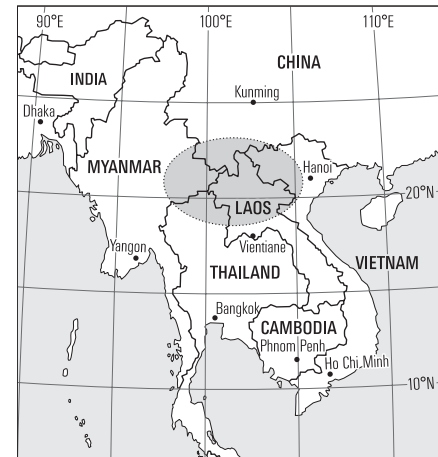 90°E
100°E
110°E
CHINA
INDIA
Kunming
Dhaka
MYANMAR
Hanoi
20°N
LAOS
Yangon
Vientiane
VIETNAM
THAILAND
Bangkok
CAMBODIA
Phnom Penh
Ho Chi Minh
10°N